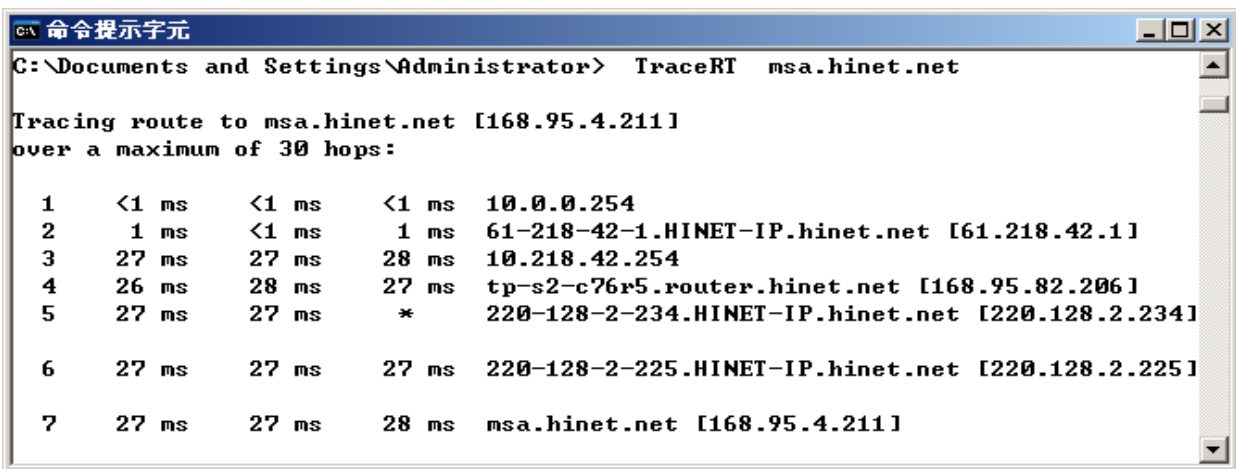 命令提示字元
C:\Documents and Settings\Administrator>  TraceRT  msa.hinet.net
Tracing route to msa.hinet.net [168.95.4.211]
over a maximum of 30 hops:
1     <1 ms     <1 ms     <1 ms  10.0.0.254
2      1 ms     <1 ms      1 ms  61-218-42-1.HINET-IP.hinet.net [61.218.42.1]
3     27 ms     27 ms     28 ms  10.218.42.254
4     26 ms     28 ms     27 ms  tp-s2-c76r5.router.hinet.net [168.95.82.206]
5     27 ms     27 ms      *     220-128-2-234.HINET-IP.hinet.net [220.128.2.234]
6     27 ms     27 ms     27 ms  220-128-2-225.HINET-IP.hinet.net [220.128.2.225]
7     27 ms     27 ms     28 ms  msa.hinet.net [168.95.4.211]